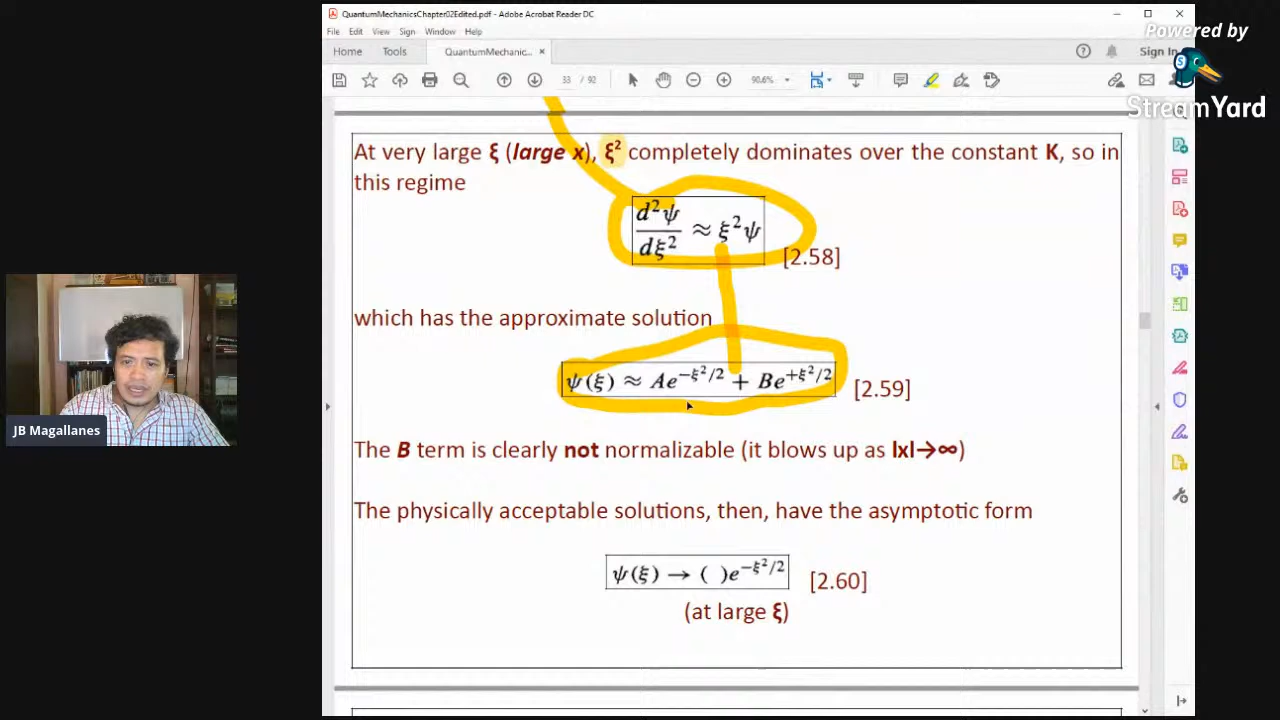 QuantumMechanicsChapter02Edited.pdf - Adobe Acrobat Reader DC
Powered by
StreamYard
File Edit View Sign Window Help
Home Tools QuantumMechanic... × Sign In
33 / 92 90.6%
At very large ξ (large x), ξ² completely dominates over the constant K, so in
this regime
d²ψ/dξ² ≈ ξ²ψ [2.58]
which has the approximate solution
ψ(ξ) ≈ Ae^(-ξ²/2) + Be^(+ξ²/2) [2.59]
The B term is clearly not normalizable (it blows up as |x|→∞)
The physically acceptable solutions, then, have the asymptotic form
ψ(ξ) → ( )e^(-ξ²/2) [2.60]
(at large ξ)
JB Magallanes